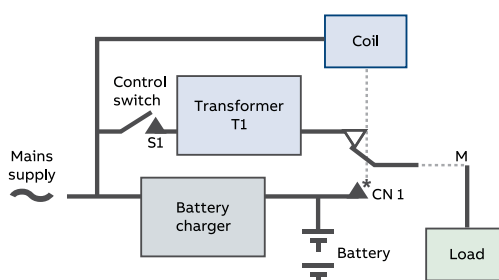 Coil
Control
switch
Transformer
T1
S1
M
Mains
supply
* CN 1
Battery
charger
Battery
Load